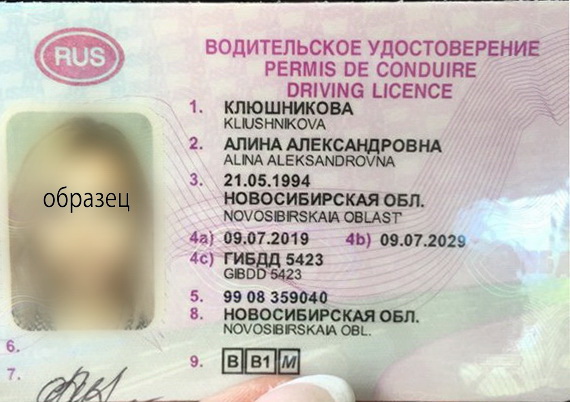 RUS
ВОДИТЕЛЬСКОЕ УДОСТОВЕРЕНИЕ
PERMIS DE CONDUIRE
DRIVING LICENCE
1. КЛЮШНИКОВА
KLIUSHNIKOVA
2. АЛИНА АЛЕКСАНДРОВНА
ALINA ALEKSANDROVNA
3. 21.05.1994
НОВОСИБИРСКАЯ ОБЛ.
NOVOSIBIRSKAIA OBLAST'
4a) 09.07.2019 4b) 09.07.2029
4c) ГИБДД 5423
GIBDD 5423
5. 99 08 359040
8. НОВОСИБИРСКАЯ ОБЛ.
NOVOSIBIRSKAIA OBL.
9. B B1 M
образец
6.
7.